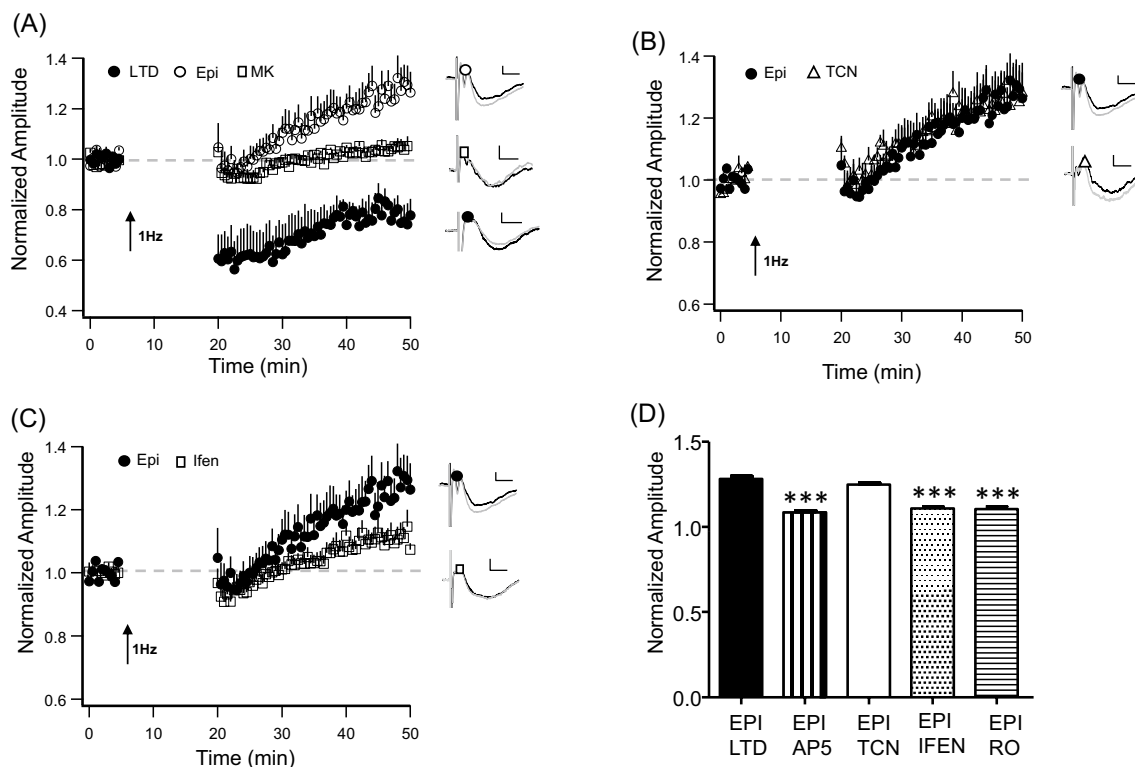 (A)
LTD Epi MK
1.4
1.2
1.0
0.8
0.6
0.4
Normalized Amplitude
1Hz
0 10 20 30 40 50
Time (min)
(B)
Epi TCN
1.4
1.2
1.0
0.8
0.6
Normalized Amplitude
1Hz
0 10 20 30 40 50
Time (min)
(C)
Epi Ifen
1.4
1.2
1.0
0.8
0.6
Normalized Amplitude
1Hz
0 10 20 30 40 50
Time (min)
(D)
1.5
1.0
0.5
0.0
Normalized Amplitude
*** *** ***
EPI EPI EPI EPI EPI
LTD AP5 TCN IFEN RO